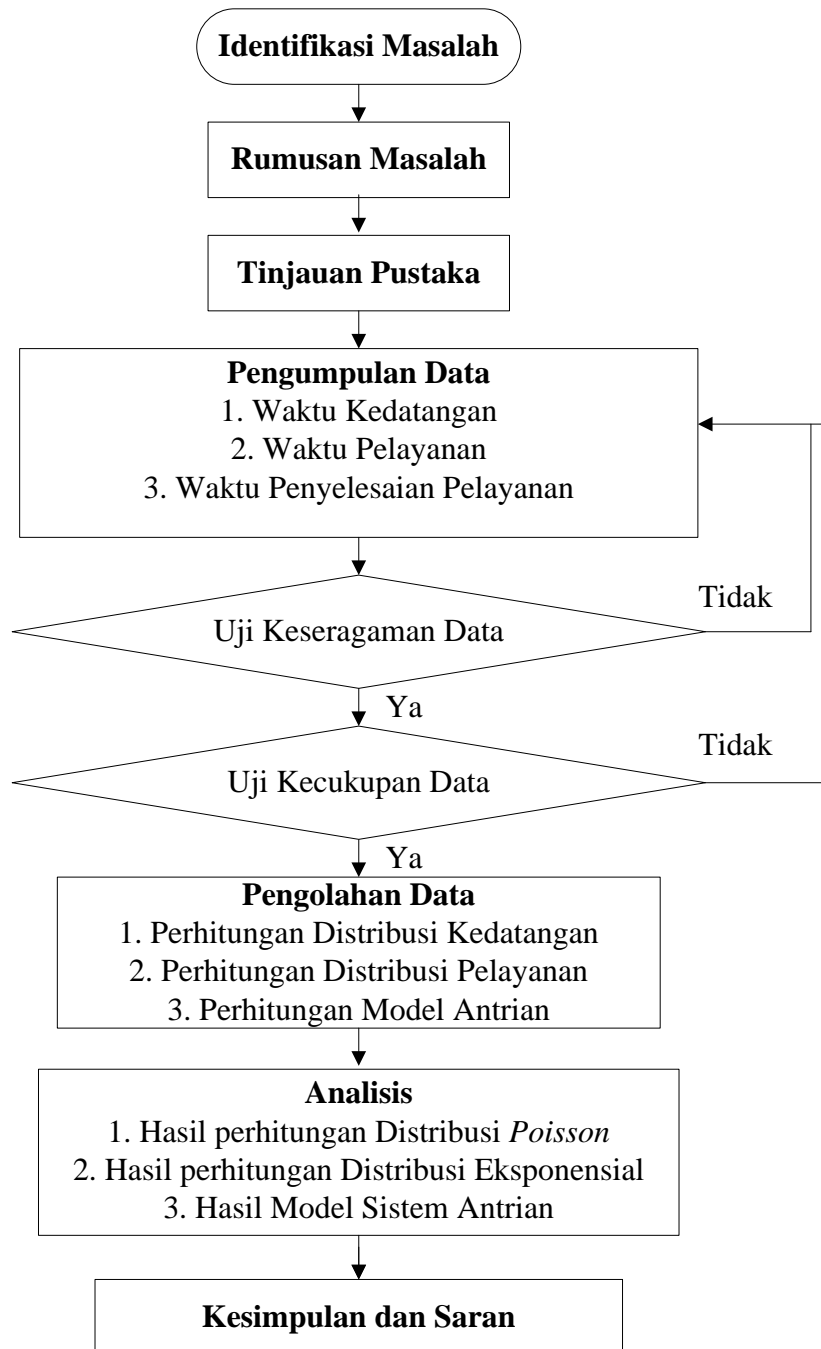 Identifikasi Masalah
Rumusan Masalah
Tinjauan Pustaka
Pengumpulan Data
1. Waktu Kedatangan
2. Waktu Pelayanan
3. Waktu Penyelesaian Pelayanan
Tidak
Uji Keseragaman Data
Ya
Tidak
Uji Kecukupan Data
Ya
Pengolahan Data
1. Perhitungan Distribusi Kedatangan
2. Perhitungan Distribusi Pelayanan
3. Perhitungan Model Antrian
Analisis
1. Hasil perhitungan Distribusi Poisson
2. Hasil perhitungan Distribusi Eksponensial
3. Hasil Model Sistem Antrian
Kesimpulan dan Saran